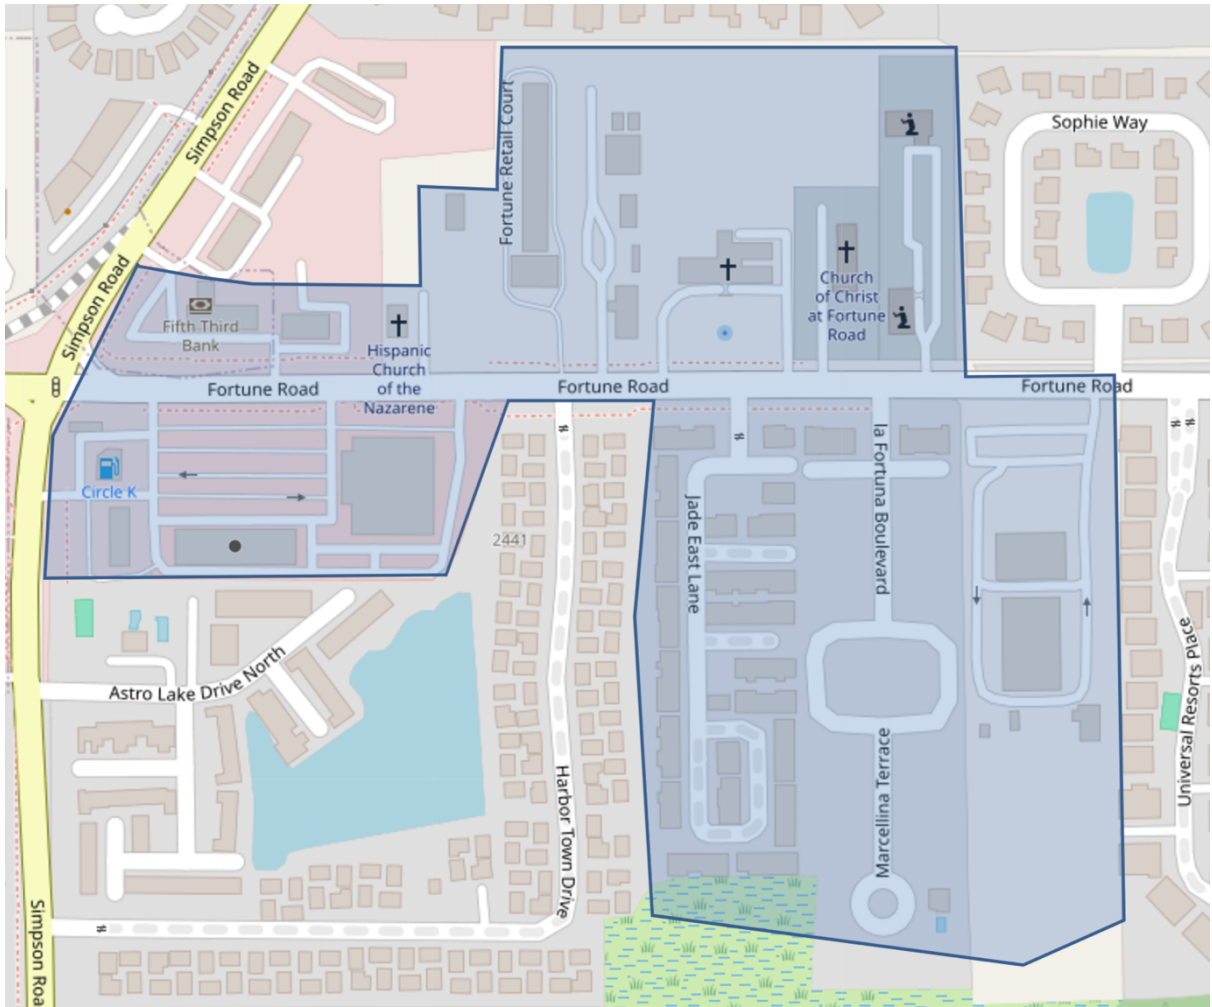 Simpson Road
Simpson Road
Fortune Retail Court
Sophie Way
Church
of Christ
at Fortune
Road
Simpson Road
Fifth Third
Bank
Hispanic
Church
of the
Nazarene
Fortune Road
Fortune Road
Fortune Road
Circle K
la Fortuna Boulevard
Jade East Lane
2441
Astro Lake Drive North
Universal Resorts Place
Harbor Town Drive
Marcellina Terrace
Simpson Roa